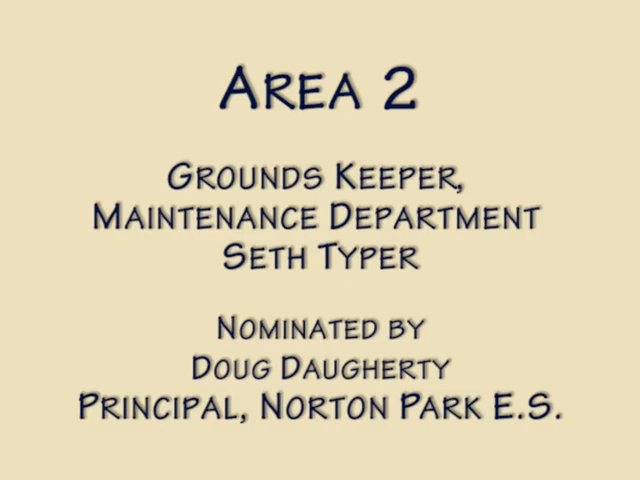 Area 2
Grounds Keeper,
Maintenance Department
Seth Typer
Nominated by
Doug Daugherty
Principal, Norton Park E.S.